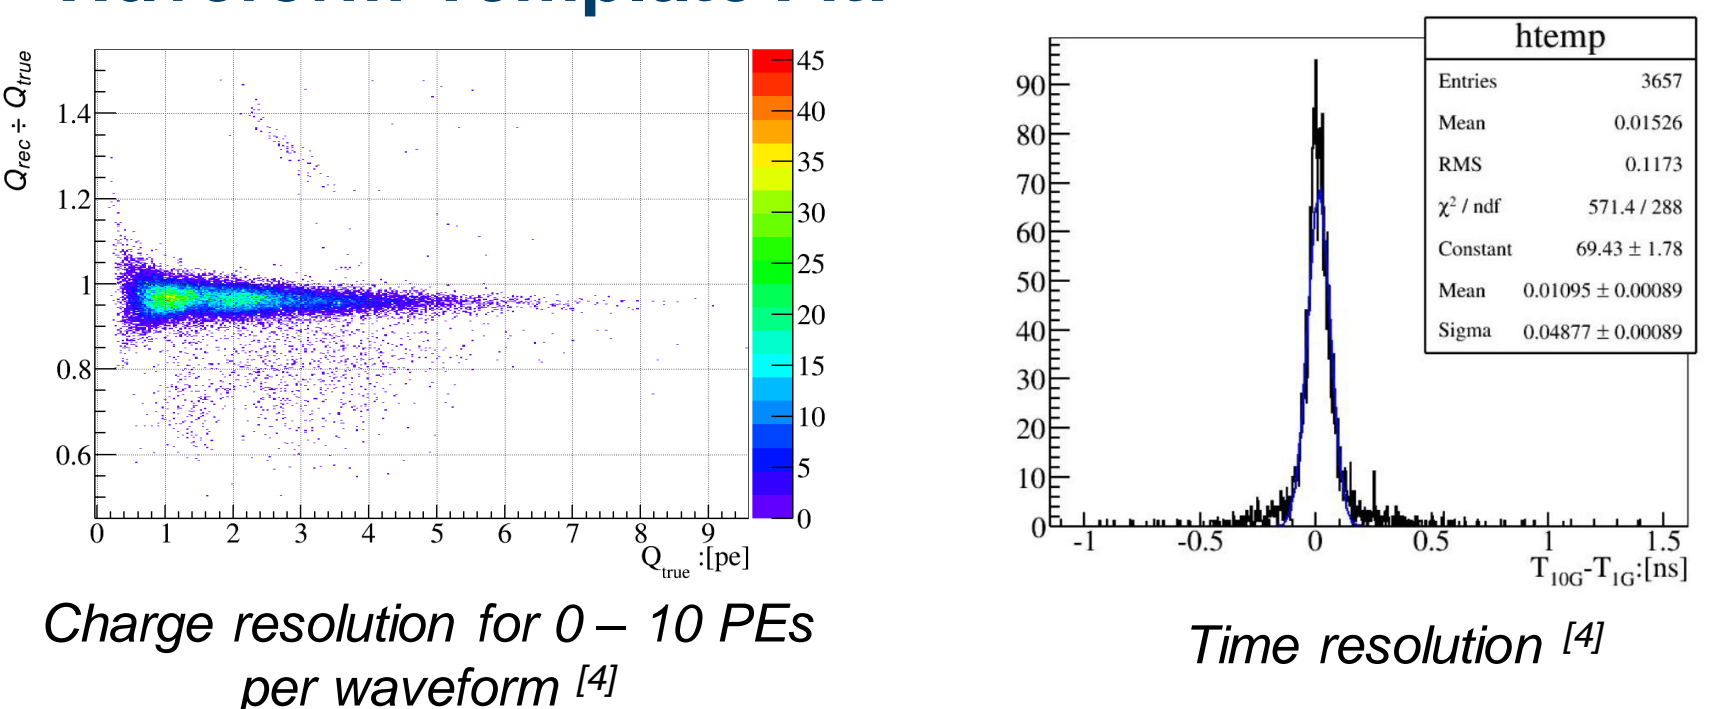 Waveform Template Fit
Q_rec ÷ Q_true
1.4
1.2
1
0.8
0.6
0 1 2 3 4 5 6 7 8 9
Q_true :[pe]
45
40
35
30
25
20
15
10
5
0
Charge resolution for 0 – 10 PEs
per waveform [4]
90
80
70
60
50
40
30
20
10
0
-1 -0.5 0 0.5 1 1.5
T_10G-T_1G:[ns]
htemp
Entries 3657
Mean 0.01526
RMS 0.1173
χ² / ndf 571.4 / 288
Constant 69.43 ± 1.78
Mean 0.01095 ± 0.00089
Sigma 0.04877 ± 0.00089
Time resolution [4]